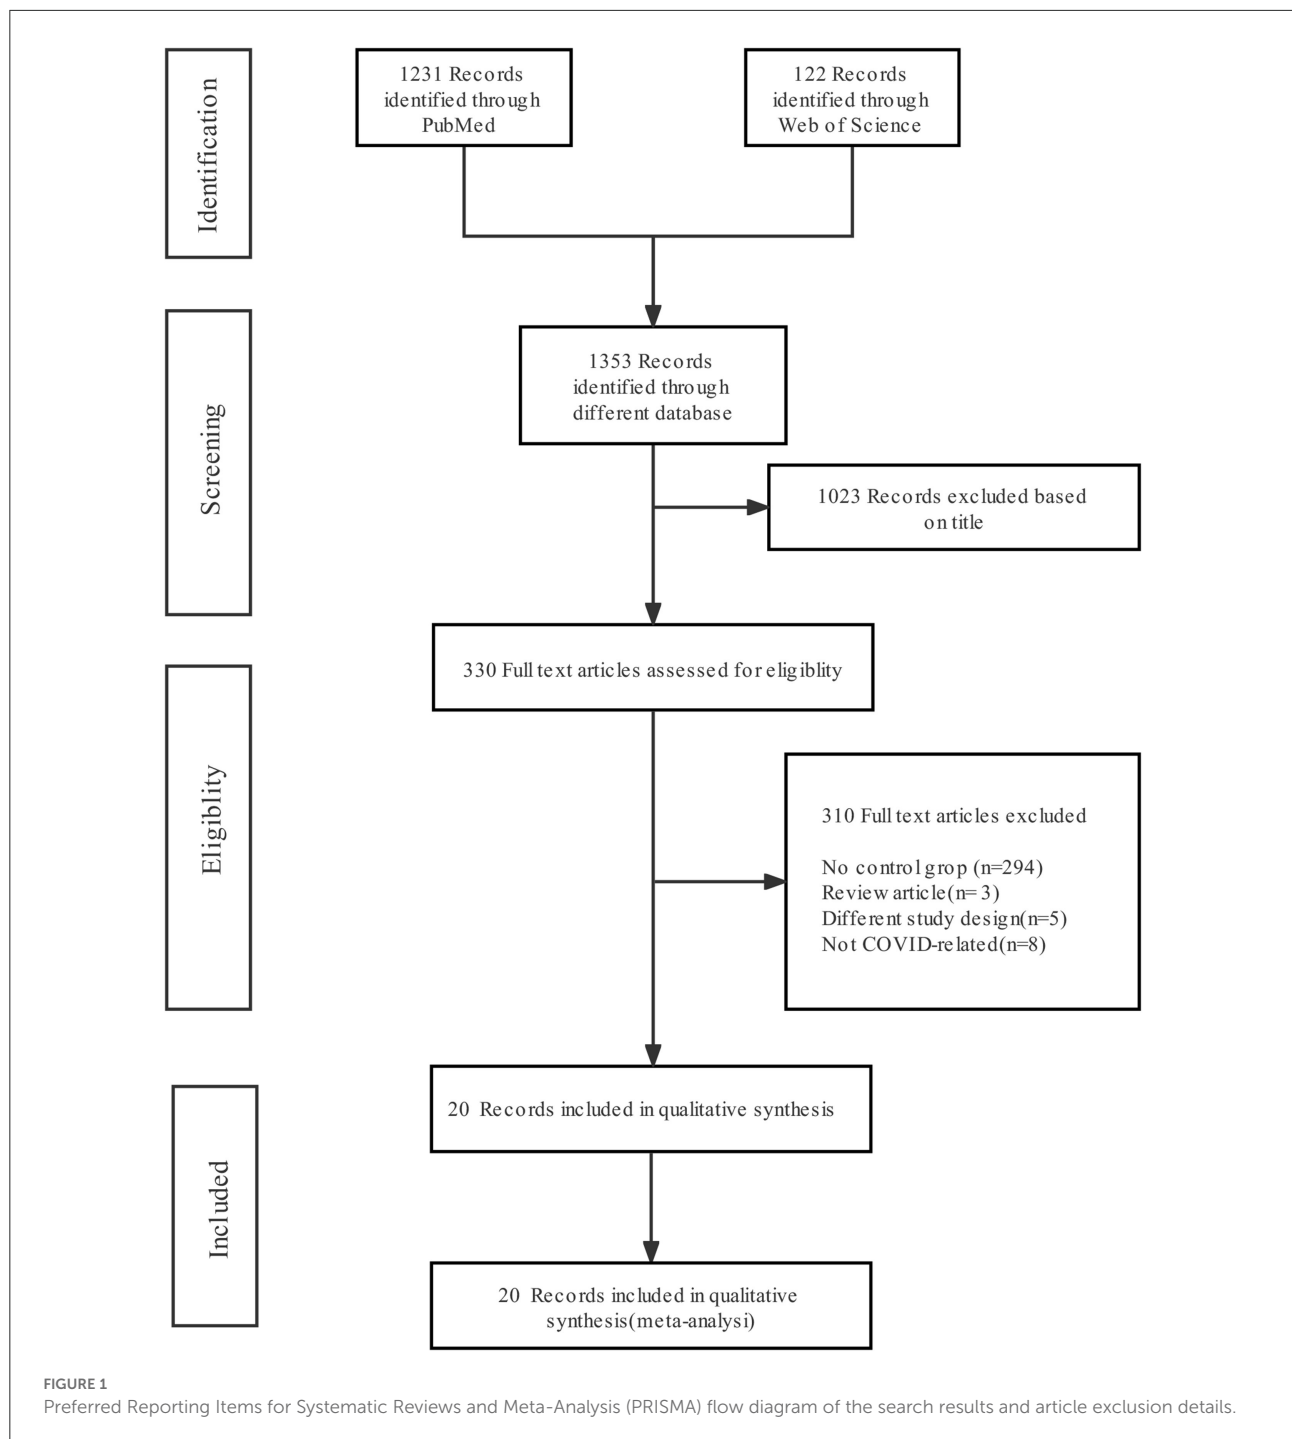 Identification
1231 Records
identified through
PubMed
122 Records
identified through
Web of Science
Screening
1353 Records
identified through
different database
1023 Records excluded based
on title
Eligiblity
330 Full text articles assessed for eligiblity
310 Full text articles excluded
No control grop (n=294)
Review article(n=3)
Different study design(n=5)
Not COVID-related(n=8)
Included
20 Records included in qualitative synthesis
20 Records included in qualitative
synthesis(meta-analysi)
FIGURE 1
Preferred Reporting Items for Systematic Reviews and Meta-Analysis (PRISMA) flow diagram of the search results and article exclusion details.